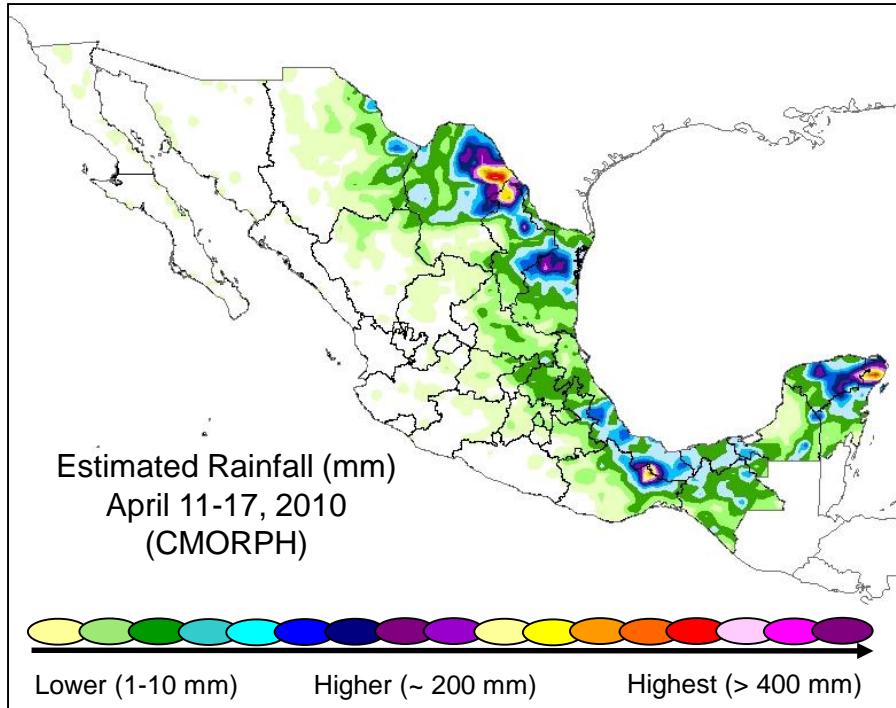 Estimated Rainfall (mm)
April 11-17, 2010
(CMORPH)
Lower (1-10 mm) Higher (~ 200 mm) Highest (> 400 mm)